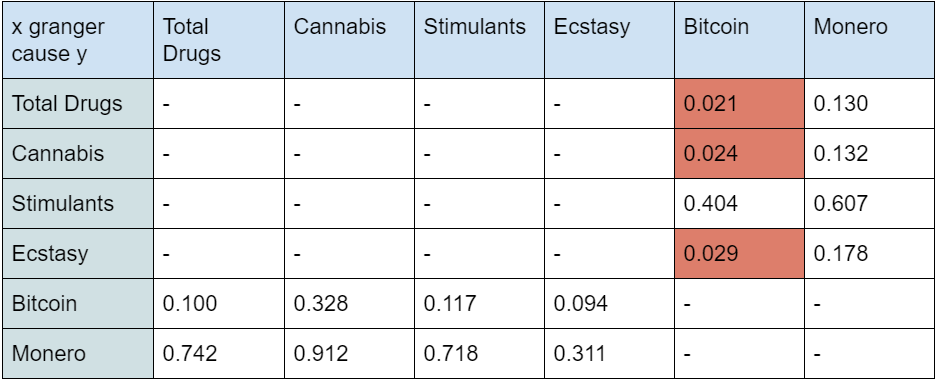 x granger cause y Total Drugs Cannabis Stimulants Ecstasy Bitcoin Monero
Total Drugs - - - - 0.021 0.130
Cannabis - - - - 0.024 0.132
Stimulants - - - - 0.404 0.607
Ecstasy - - - - 0.029 0.178
Bitcoin 0.100 0.328 0.117 0.094 - -
Monero 0.742 0.912 0.718 0.311 - -